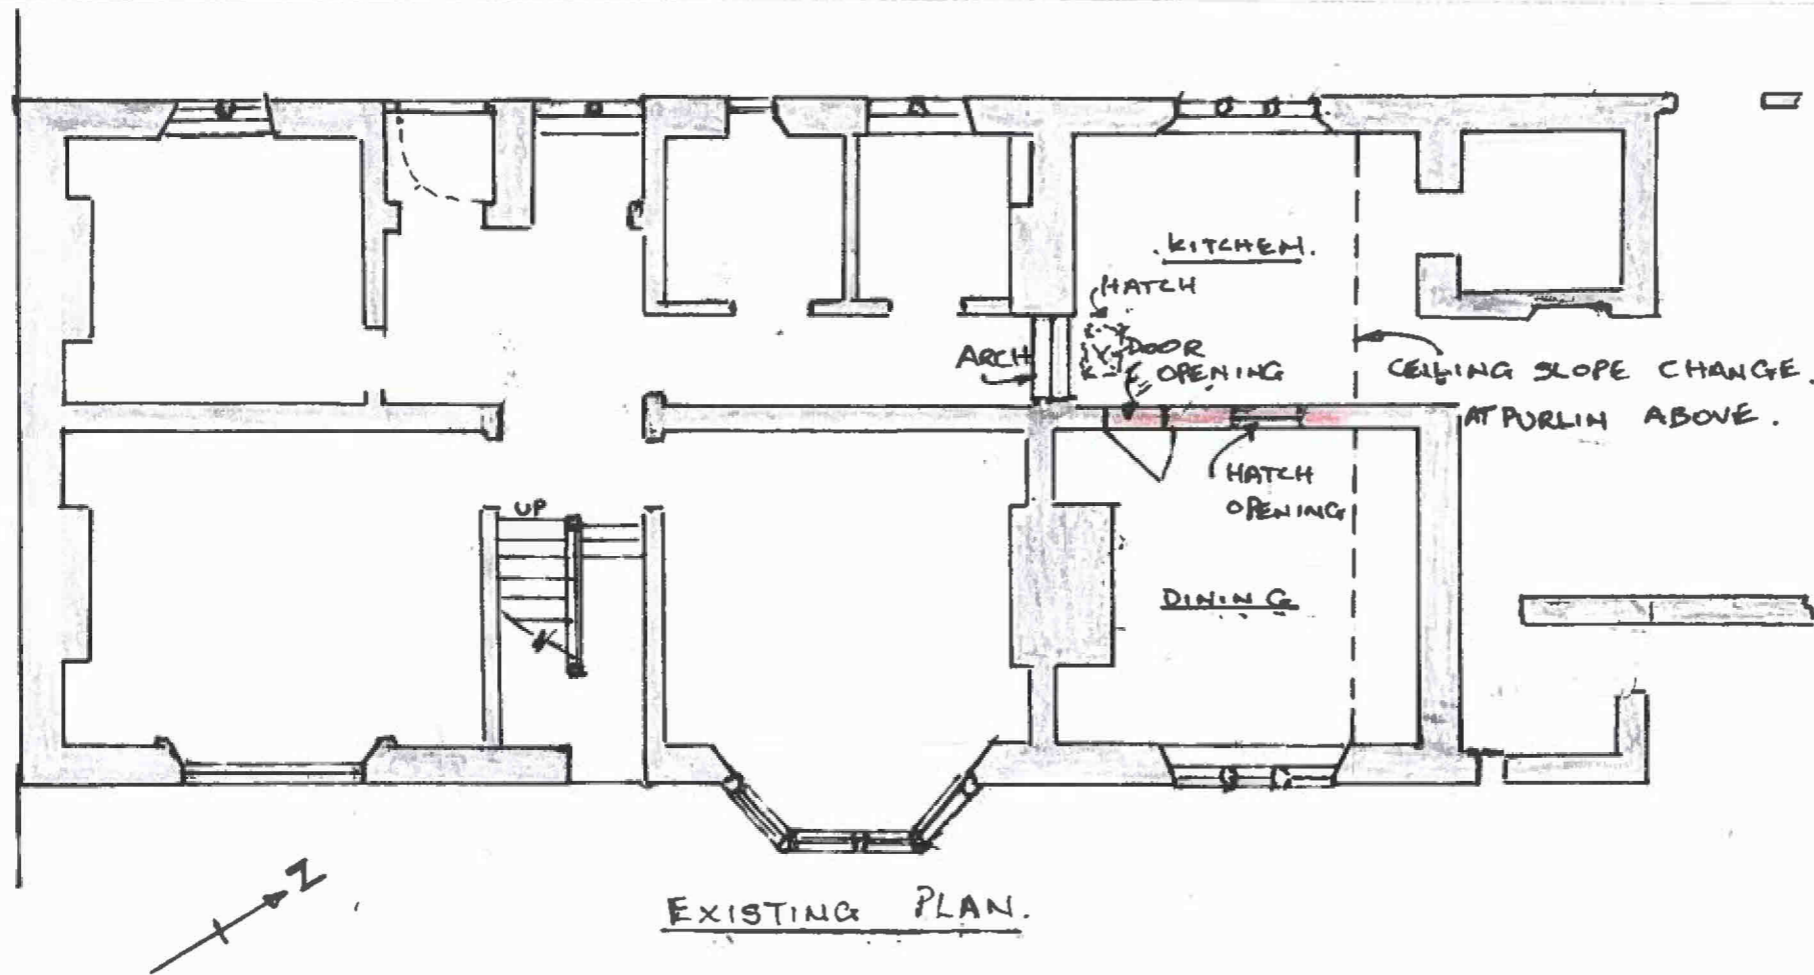 .KITCHEN.
HATCH
ARCH
DOOR
OPENING
CEILING SLOPE CHANGE.
AT PURLIN ABOVE.
HATCH
OPENING
UP
DINING
N
EXISTING PLAN.